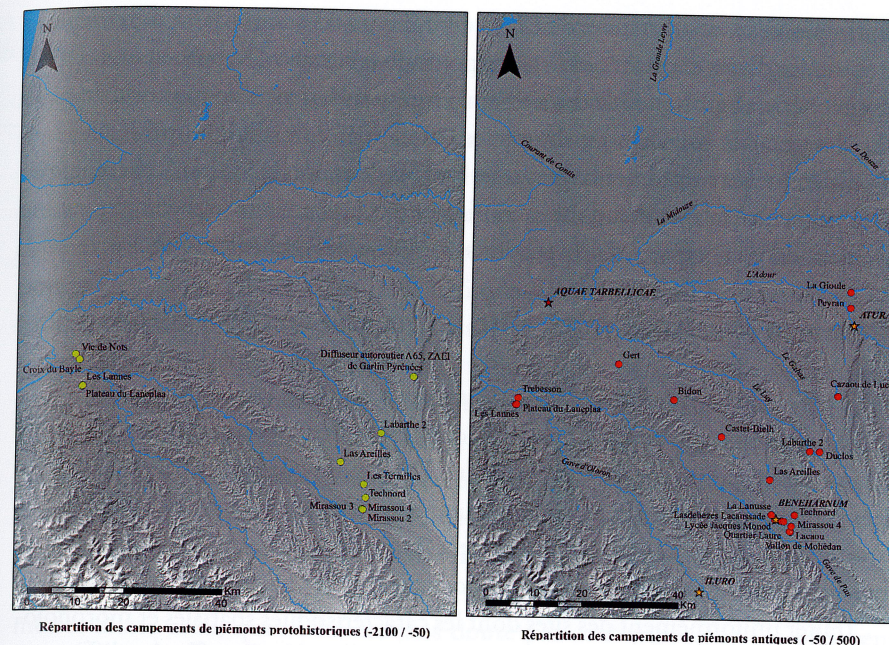 N
Vic de Nots
Croix du Bayle
Les Lannes
Plateau du Laneplaa
Diffuseur autoroutier A65, ZAEI
de Garlin Pyrénées
Labarthe 2
Las Areilles
Les Termilles
Technord
Mirassou 3
Mirassou 4
Mirassou 2
0 10 20 40
Km
Répartition des campements de piémonts protohistoriques (-2100 / -50)
N
La Grande Leyre
Courant de Contis
La Douze
La Midouze
L'Adour
AQUAE TARBELLICAE
La Gioule
Peyran
ATURA
Gert
Le Gabas
Le Luy
Cazaou de Luc
Trebesson
Bidon
Les Lannes
Plateau du Laneplaa
Castet-Dielh
Labarthe 2
Duclos
Gave d'Oloron
Las Areilles
BENEHARNUM
La Lanusse
Technord
Lasdebezes Lacaussade
Lycée Jacques Monod
Mirassou 4
Quartier Laure
Lacaou
Vallon de Mohédan
Gave de Pau
ILURO
0 10 20 40
Km
Répartition des campements de piémonts antiques ( -50 / 500)